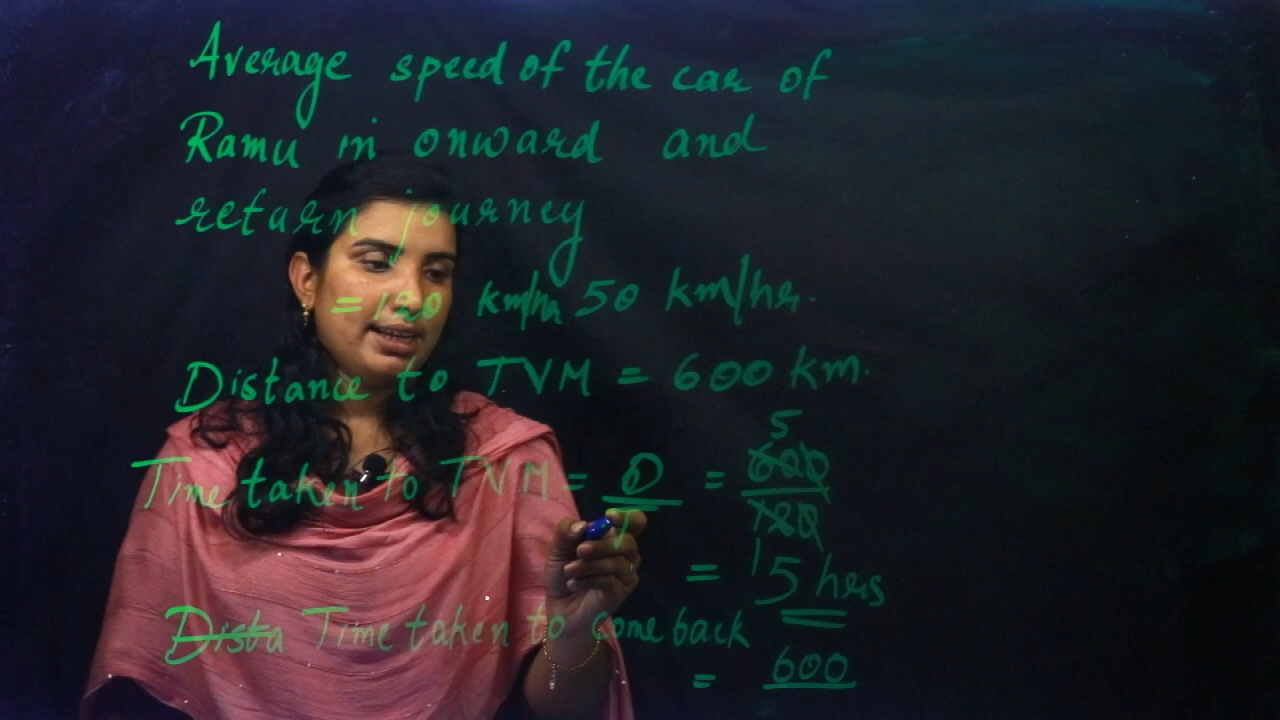 Average speed of the car of
Ramu in onward and
return journey
= 120 km/hr 50 km/hr.
Distance to TVM = 600 km.
5
Time taken to TVM = D = 600
T 120
1
= 5 hrs
Dista Time taken to come back
= 600